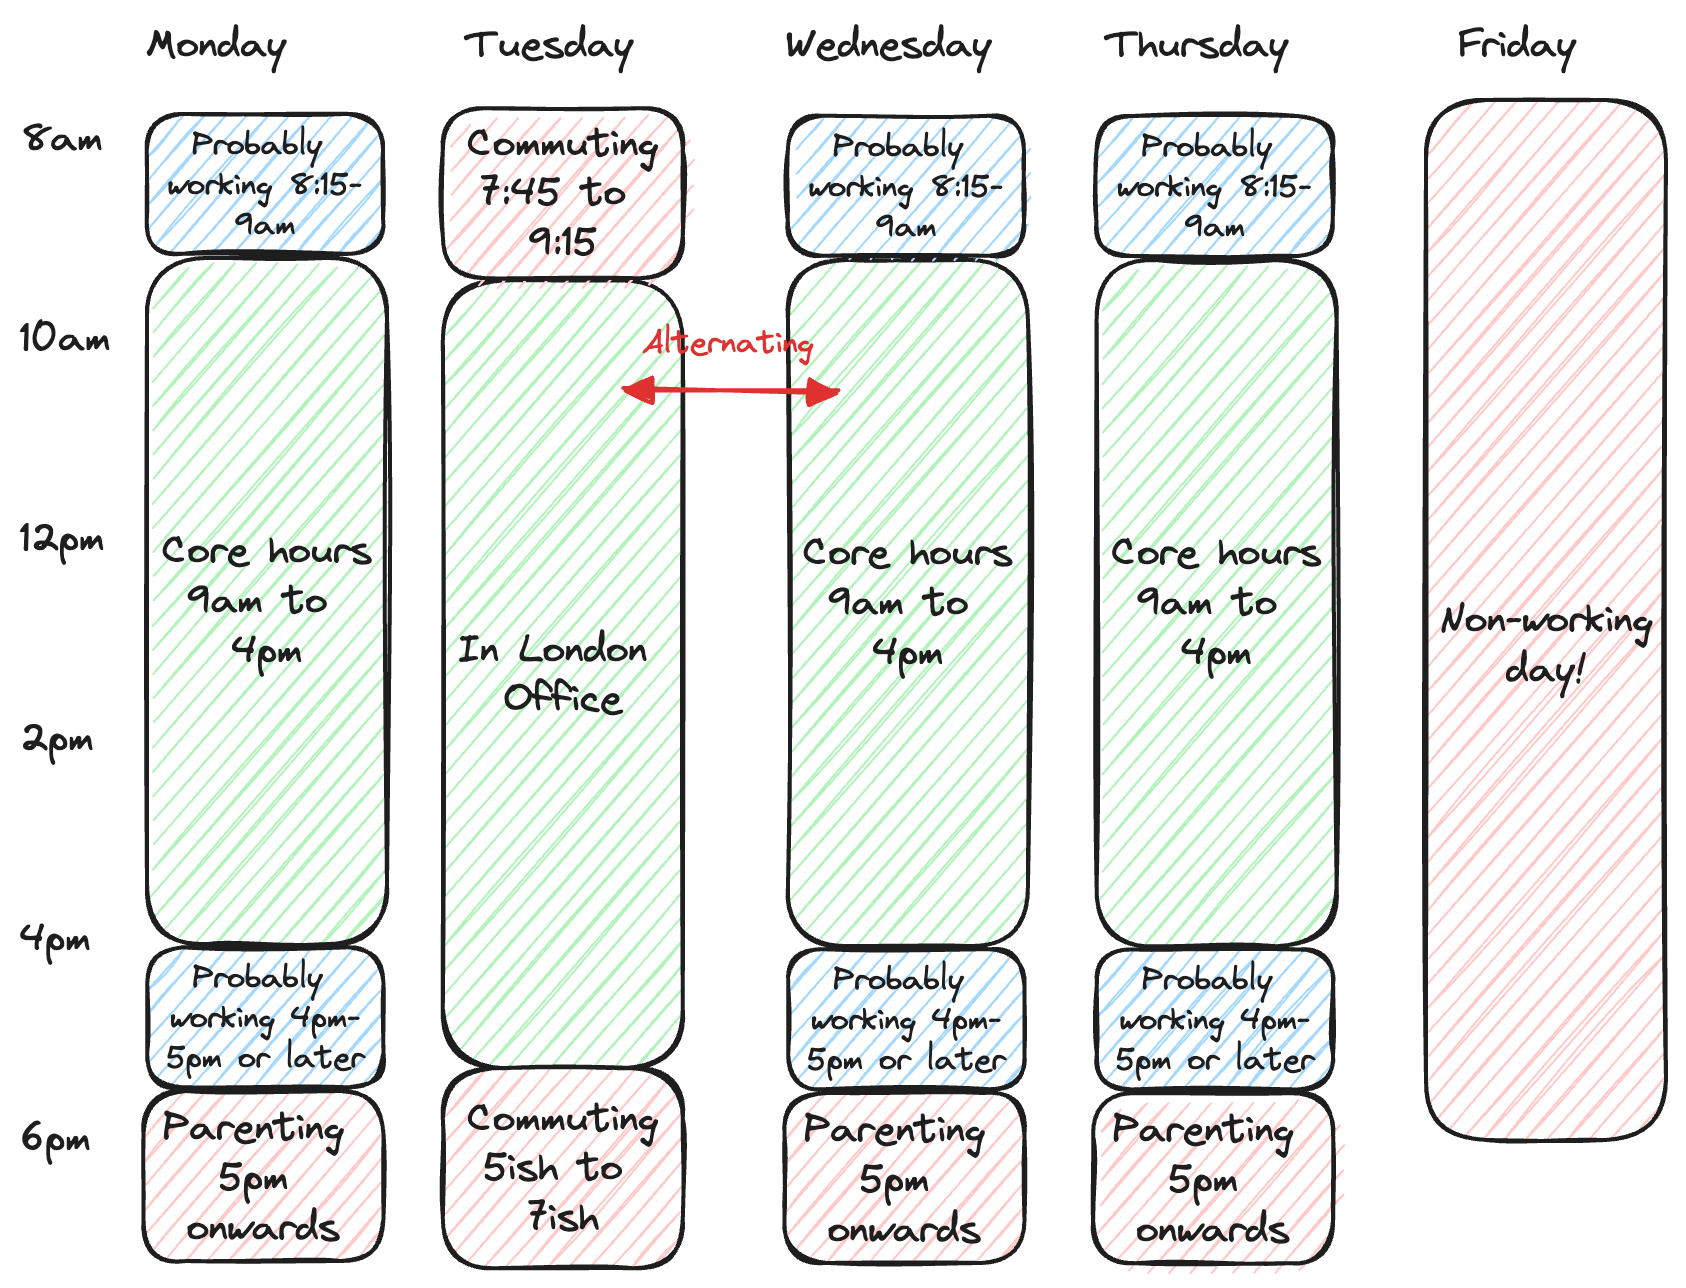 Monday
Tuesday
Wednesday
Thursday
Friday
8am
10am
12pm
2pm
4pm
6pm
Probably
working 8:15-
9am
Core hours
9am to
4pm
Probably
working 4pm-
5pm or later
Parenting
5pm
onwards
Commuting
7:45 to
9:15
In London
Office
Commuting
5ish to
7ish
Alternating
Probably
working 8:15-
9am
Core hours
9am to
4pm
Probably
working 4pm-
5pm or later
Parenting
5pm
onwards
Probably
working 8:15-
9am
Core hours
9am to
4pm
Probably
working 4pm-
5pm or later
Parenting
5pm
onwards
Non-working
day!